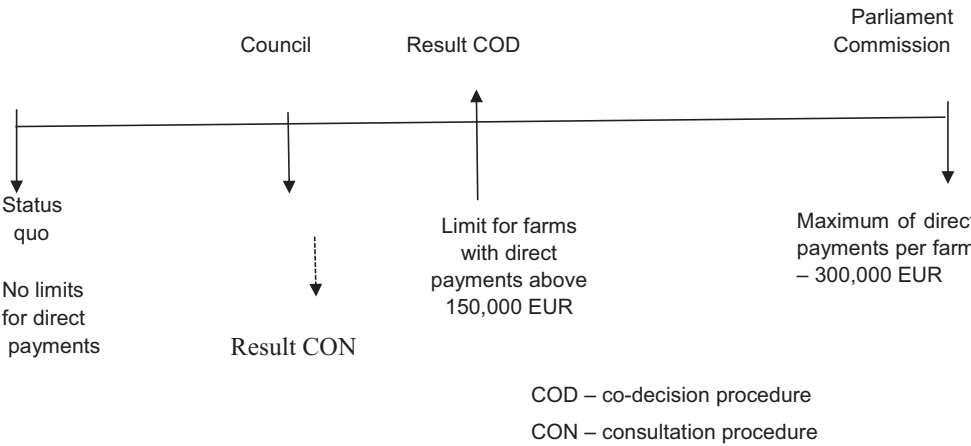 Parliament
Council
Result COD
Commission
Status
quo
No limits
for direct
payments
Result CON
Limit for farms
with direct
payments above
150,000 EUR
Maximum of direct
payments per farm
– 300,000 EUR
COD – co-decision procedure
CON – consultation procedure